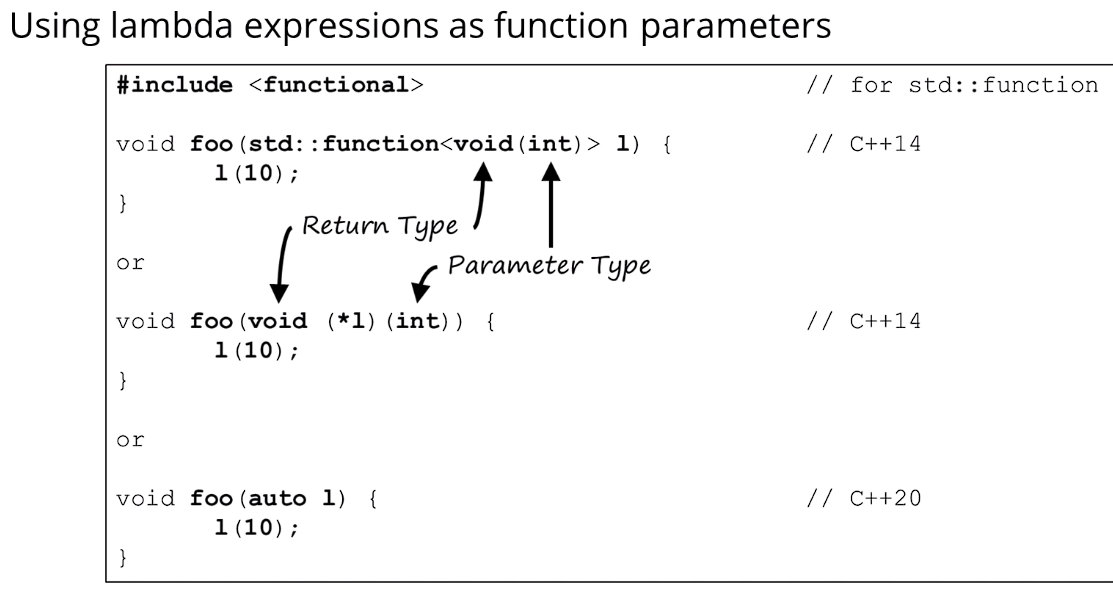 Using lambda expressions as function parameters
#include <functional> // for std::function
void foo(std::function<void(int)> l) { // C++14
l(10);
}
Return Type
or
Parameter Type
void foo(void (*l)(int)) { // C++14
l(10);
}
or
void foo(auto l) { // C++20
l(10);
}